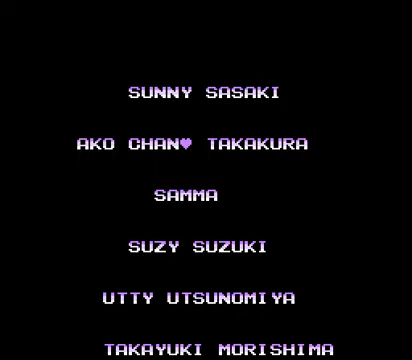 SUNNY SASAKI
AKO CHAN♥ TAKAKURA
SAMMA
SUZY SUZUKI
UTTY UTSUNOMIYA
TAKAYUKI MORISHIMA